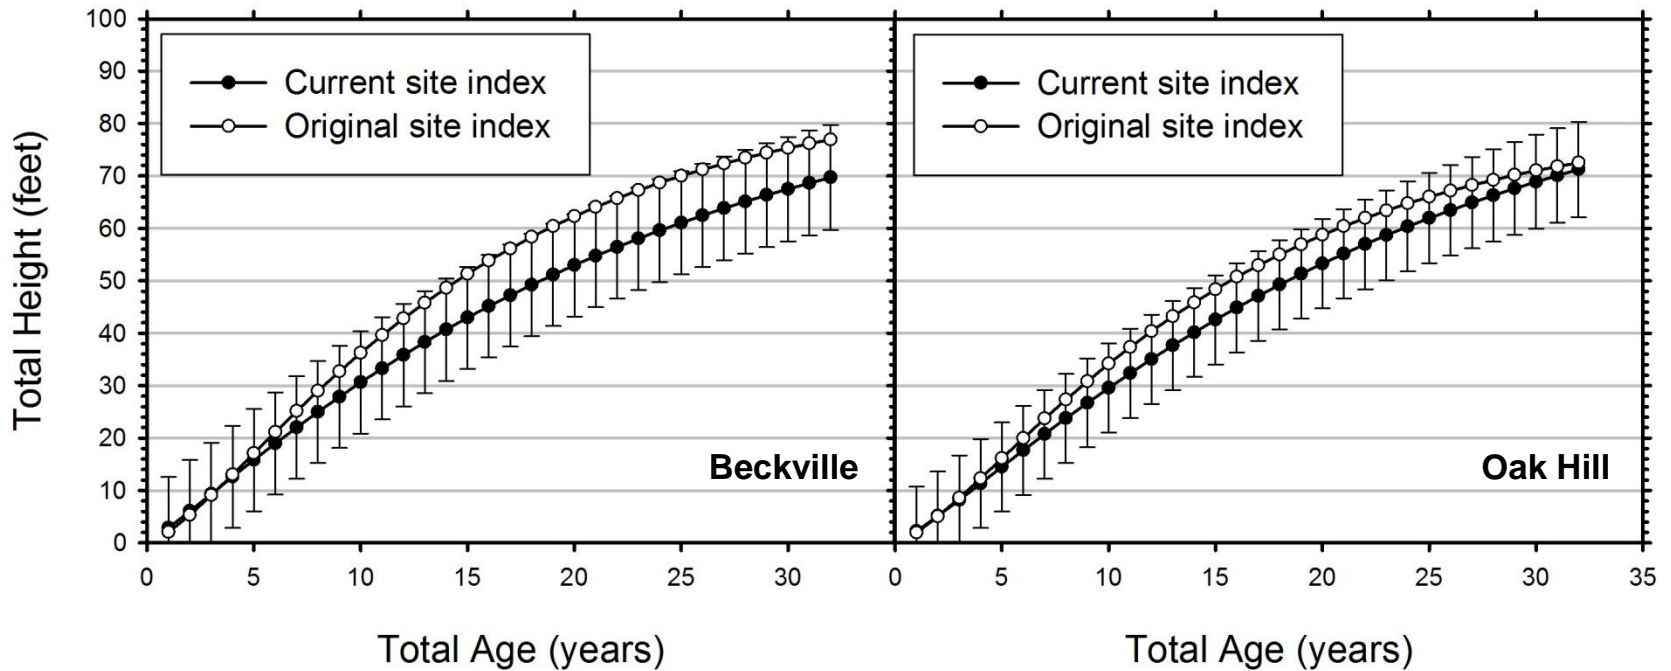 Total Height (feet)
100
90
80
70
60
50
40
30
20
10
0
Current site index
Original site index
Beckville
0 5 10 15 20 25 30
Total Age (years)
Current site index
Original site index
Oak Hill
0 5 10 15 20 25 30 35
Total Age (years)